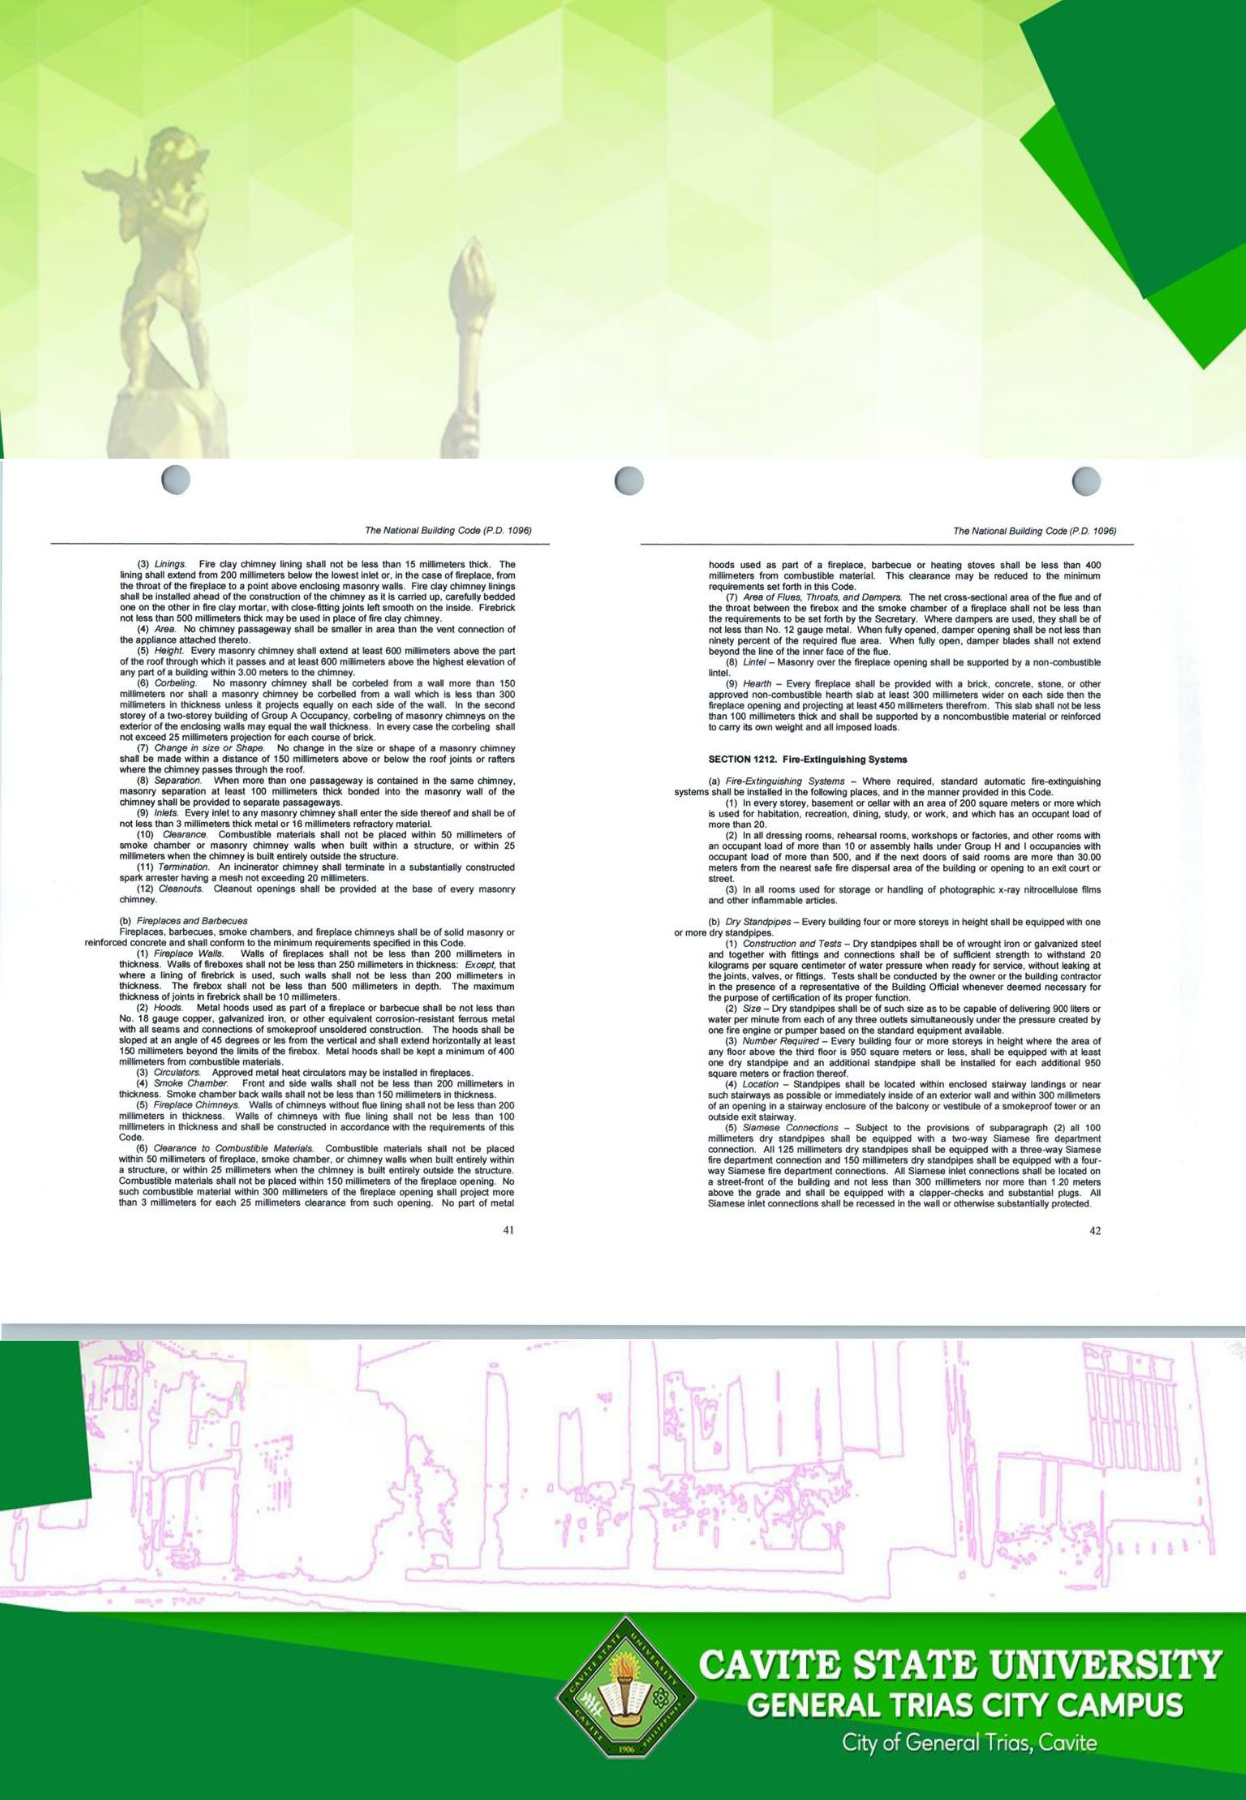 The National Building Code (P.D. 1096)
(3) Linings. Fire clay chimney lining shall not be less than 15 millimeters thick. The
lining shall extend from 200 millimeters below the lowest inlet or, in the case of fireplace, from
the throat of the fireplace to a point above enclosing masonry walls. Fire clay chimney linings
shall be installed ahead of the construction of the chimney as it is carried up, carefully bedded
one on the other in fire clay mortar, with close-fitting joints left smooth on the inside. Firebrick
not less than 500 millimeters thick may be used in place of fire clay chimney.
(4) Area. No chimney passageway shall be smaller in area than the vent connection of
the appliance attached thereto.
(5) Height. Every masonry chimney shall extend at least 600 millimeters above the part
of the roof through which it passes and at least 600 millimeters above the highest elevation of
any part of a building within 3.00 meters to the chimney.
(6) Corbeling. No masonry chimney shall be corbeled from a wall more than 150
millimeters nor shall a masonry chimney be corbelled from a wall which is less than 300
millimeters in thickness unless it projects equally on each side of the wall. In the second
storey of a two-storey building of Group A Occupancy, corbeling of masonry chimneys on the
exterior of the enclosing walls may equal the wall thickness. In every case the corbeling shall
not exceed 25 millimeters projection for each course of brick.
(7) Change in size or Shape. No change in the size or shape of a masonry chimney
shall be made within a distance of 150 millimeters above or below the roof joints or rafters
where the chimney passes through the roof.
(8) Separation. When more than one passageway is contained in the same chimney,
masonry separation at least 100 millimeters thick bonded into the masonry wall of the
chimney shall be provided to separate passageways.
(9) Inlets. Every inlet to any masonry chimney shall enter the side thereof and shall be of
not less than 3 millimeters thick metal or 16 millimeters refractory material.
(10) Clearance. Combustible materials shall not be placed within 50 millimeters of
smoke chamber or masonry chimney walls when built within a structure, or within 25
millimeters when the chimney is built entirely outside the structure.
(11) Termination. An incinerator chimney shall terminate in a substantially constructed
spark arrester having a mesh not exceeding 20 millimeters.
(12) Cleanouts. Cleanout openings shall be provided at the base of every masonry
chimney.
(b) Fireplaces and Barbecues
Fireplaces, barbecues, smoke chambers, and fireplace chimneys shall be of solid masonry or
reinforced concrete and shall conform to the minimum requirements specified in this Code.
(1) Fireplace Walls. Walls of fireplaces shall not be less than 200 millimeters in
thickness. Walls of fireboxes shall not be less than 250 millimeters in thickness: Except, that
where a lining of firebrick is used, such walls shall not be less than 200 millimeters in
thickness. The firebox shall not be less than 500 millimeters in depth. The maximum
thickness of joints in firebrick shall be 10 millimeters.
(2) Hoods. Metal hoods used as part of a fireplace or barbecue shall be not less than
No. 18 gauge copper, galvanized iron, or other equivalent corrosion-resistant ferrous metal
with all seams and connections of smokeproof unsoldered construction. The hoods shall be
sloped at an angle of 45 degrees or les from the vertical and shall extend horizontally at least
150 millimeters beyond the limits of the firebox. Metal hoods shall be kept a minimum of 400
millimeters from combustible materials.
(3) Circulators. Approved metal heat circulators may be installed in fireplaces.
(4) Smoke Chamber. Front and side walls shall not be less than 200 millimeters in
thickness. Smoke chamber back walls shall not be less than 150 millimeters in thickness.
(5) Fireplace Chimneys. Walls of chimneys without flue lining shall not be less than 200
millimeters in thickness. Walls of chimneys with flue lining shall not be less than 100
millimeters in thickness and shall be constructed in accordance with the requirements of this
Code.
(6) Clearance to Combustible Materials. Combustible materials shall not be placed
within 50 millimeters of fireplace, smoke chamber, or chimney walls when built entirely within
a structure, or within 25 millimeters when the chimney is built entirely outside the structure.
Combustible materials shall not be placed within 150 millimeters of the fireplace opening. No
such combustible material within 300 millimeters of the fireplace opening shall project more
than 3 millimeters for each 25 millimeters clearance from such opening. No part of metal
41
The National Building Code (P.D. 1096)
hoods used as part of a fireplace, barbecue or heating stoves shall be less than 400
millimeters from combustible material. This clearance may be reduced to the minimum
requirements set forth in this Code.
(7) Area of Flues, Throats, and Dampers. The net cross-sectional area of the flue and of
the throat between the firebox and the smoke chamber of a fireplace shall not be less than
the requirements to be set forth by the Secretary. Where dampers are used, they shall be of
not less than No. 12 gauge metal. When fully opened, damper opening shall be not less than
ninety percent of the required flue area. When fully open, damper blades shall not extend
beyond the line of the inner face of the flue.
(8) Lintel – Masonry over the fireplace opening shall be supported by a non-combustible
lintel.
(9) Hearth – Every fireplace shall be provided with a brick, concrete, stone, or other
approved non-combustible hearth slab at least 300 millimeters wider on each side then the
fireplace opening and projecting at least 450 millimeters therefrom. This slab shall not be less
than 100 millimeters thick and shall be supported by a noncombustible material or reinforced
to carry its own weight and all imposed loads.
SECTION 1212. Fire-Extinguishing Systems
(a) Fire-Extinguishing Systems – Where required, standard automatic fire-extinguishing
systems shall be installed in the following places, and in the manner provided in this Code.
(1) In every storey, basement or cellar with an area of 200 square meters or more which
is used for habitation, recreation, dining, study, or work, and which has an occupant load of
more than 20.
(2) In all dressing rooms, rehearsal rooms, workshops or factories, and other rooms with
an occupant load of more than 10 or assembly halls under Group H and I occupancies with
occupant load of more than 500, and if the next doors of said rooms are more than 30.00
meters from the nearest safe fire dispersal area of the building or opening to an exit court or
street.
(3) In all rooms used for storage or handling of photographic x-ray nitrocellulose films
and other inflammable articles.
(b) Dry Standpipes – Every building four or more storeys in height shall be equipped with one
or more dry standpipes.
(1) Construction and Tests – Dry standpipes shall be of wrought iron or galvanized steel
and together with fittings and connections shall be of sufficient strength to withstand 20
kilograms per square centimeter of water pressure when ready for service, without leaking at
the joints, valves, or fittings. Tests shall be conducted by the owner or the building contractor
in the presence of a representative of the Building Official whenever deemed necessary for
the purpose of certification of its proper function.
(2) Size – Dry standpipes shall be of such size as to be capable of delivering 900 liters or
water per minute from each of any three outlets simultaneously under the pressure created by
one fire engine or pumper based on the standard equipment available.
(3) Number Required – Every building four or more storeys in height where the area of
any floor above the third floor is 950 square meters or less, shall be equipped with at least
one dry standpipe and an additional standpipe shall be installed for each additional 950
square meters or fraction thereof.
(4) Location – Standpipes shall be located within enclosed stairway landings or near
such stairways as possible or immediately inside of an exterior wall and within 300 millimeters
of an opening in a stairway enclosure of the balcony or vestibule of a smokeproof tower or an
outside exit stairway.
(5) Siamese Connections – Subject to the provisions of subparagraph (2) all 100
millimeters dry standpipes shall be equipped with a two-way Siamese fire department
connection. All 125 millimeters dry standpipes shall be equipped with a three-way Siamese
fire department connection and 150 millimeters dry standpipes shall be equipped with a four-
way Siamese fire department connections. All Siamese inlet connections shall be located on
a street-front of the building and not less than 300 millimeters nor more than 1.20 meters
above the grade and shall be equipped with a clapper-checks and substantial plugs. All
Siamese inlet connections shall be recessed in the wall or otherwise substantially protected.
42
CAVITE STATE UNIVERSITY
CAVITE
PHILIPPINES
1906
CAVITE STATE UNIVERSITY
GENERAL TRIAS CITY CAMPUS
City of General Trias, Cavite